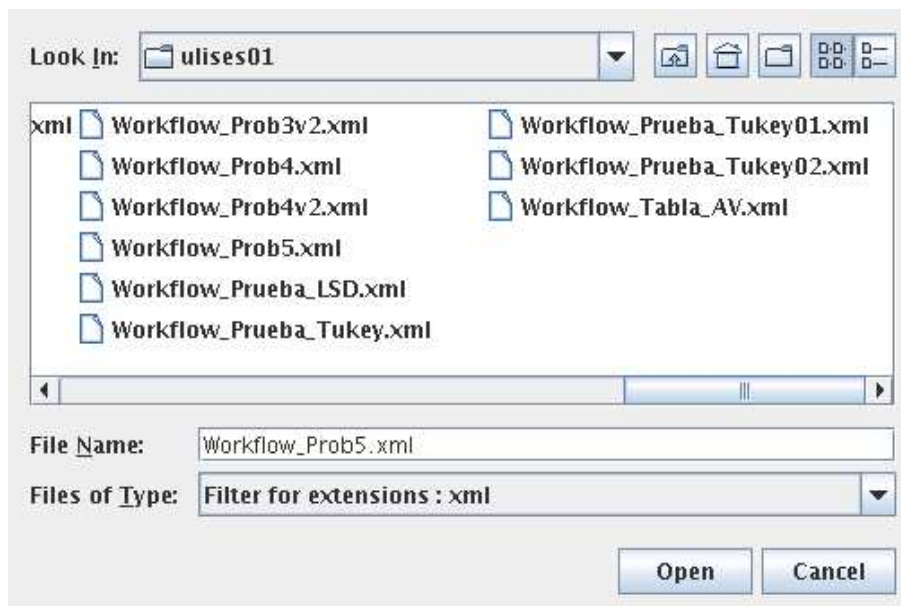 Look In: ulises01
xml Workflow_Prob3v2.xml Workflow_Prueba_Tukey01.xml
Workflow_Prob4.xml Workflow_Prueba_Tukey02.xml
Workflow_Prob4v2.xml Workflow_Tabla_AV.xml
Workflow_Prob5.xml
Workflow_Prueba_LSD.xml
Workflow_Prueba_Tukey.xml
File Name: Workflow_Prob5.xml
Files of Type: Filter for extensions : xml
Open Cancel